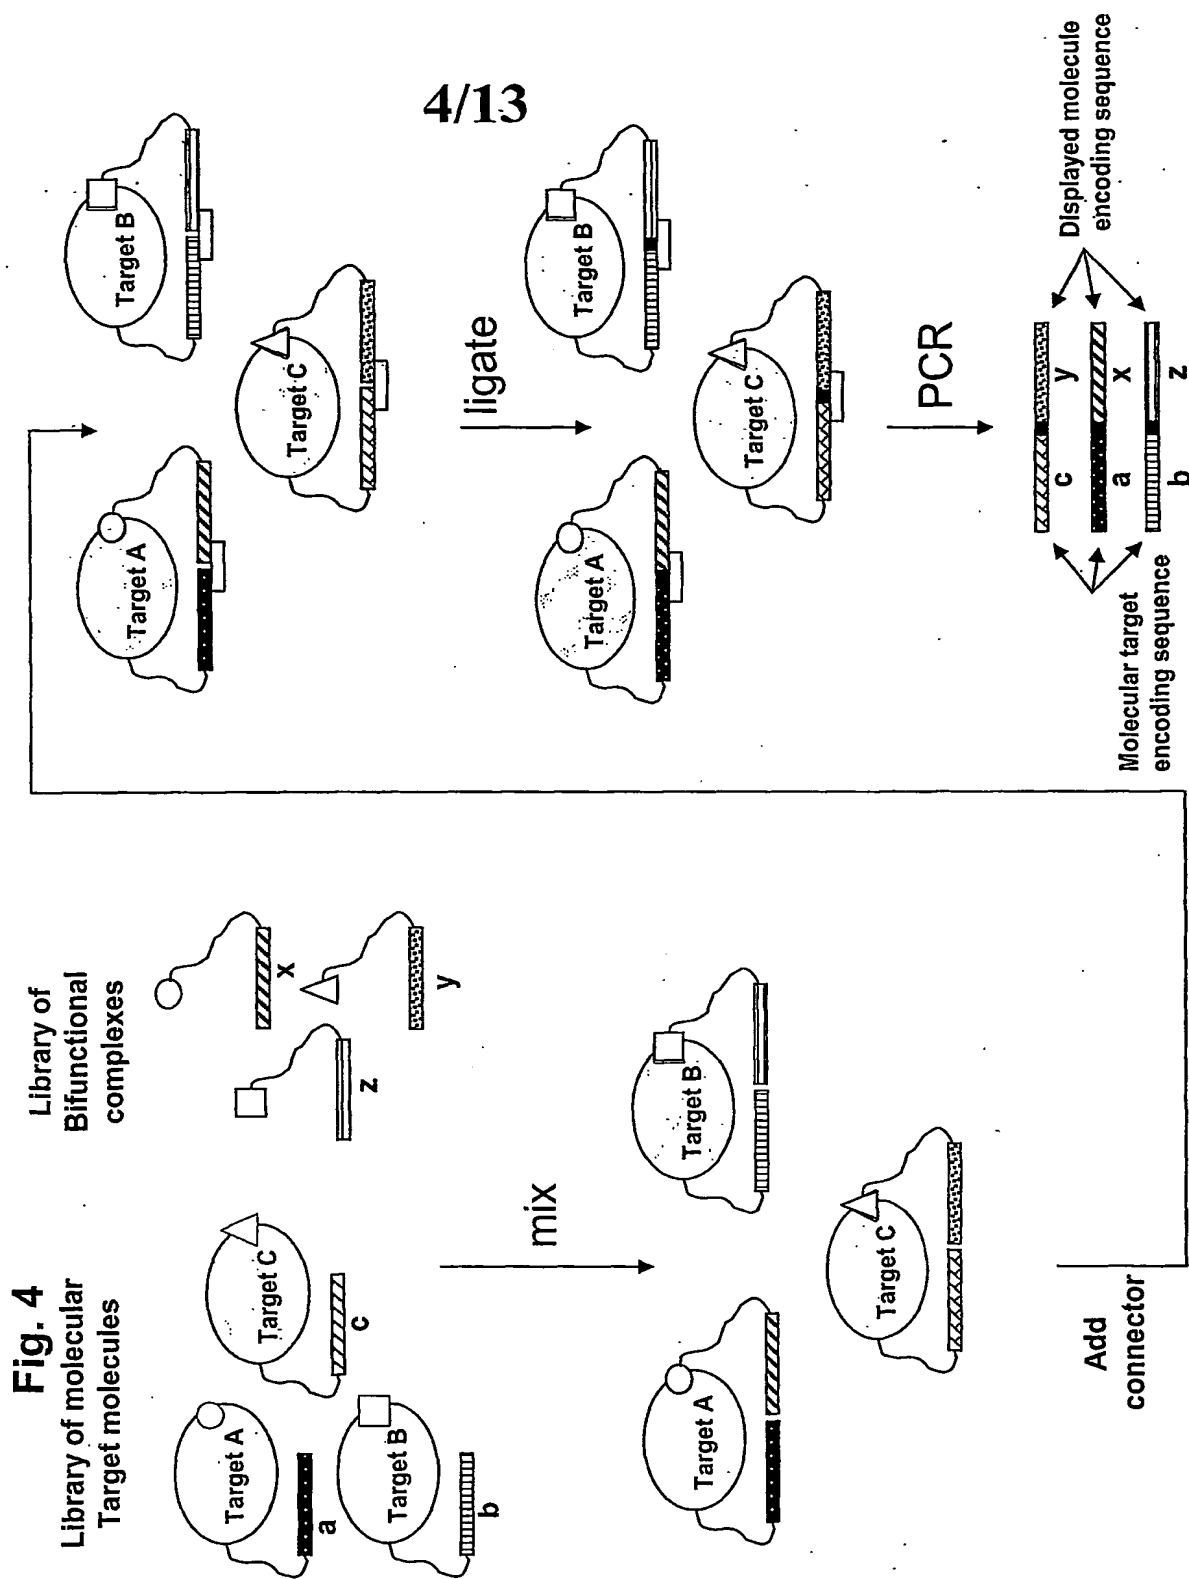 4/13
Fig. 4
Library of molecular
Target molecules
Library of
Bifunctional
complexes
Target A
a
Target B
b
Target C
c
x
y
z
mix
Target A
Target B
Target C
Add
connector
Target A
Target B
Target C
ligate
Target A
Target B
Target C
PCR
c y
a x
b z
Molecular target
encoding sequence
Displayed molecule
encoding sequence